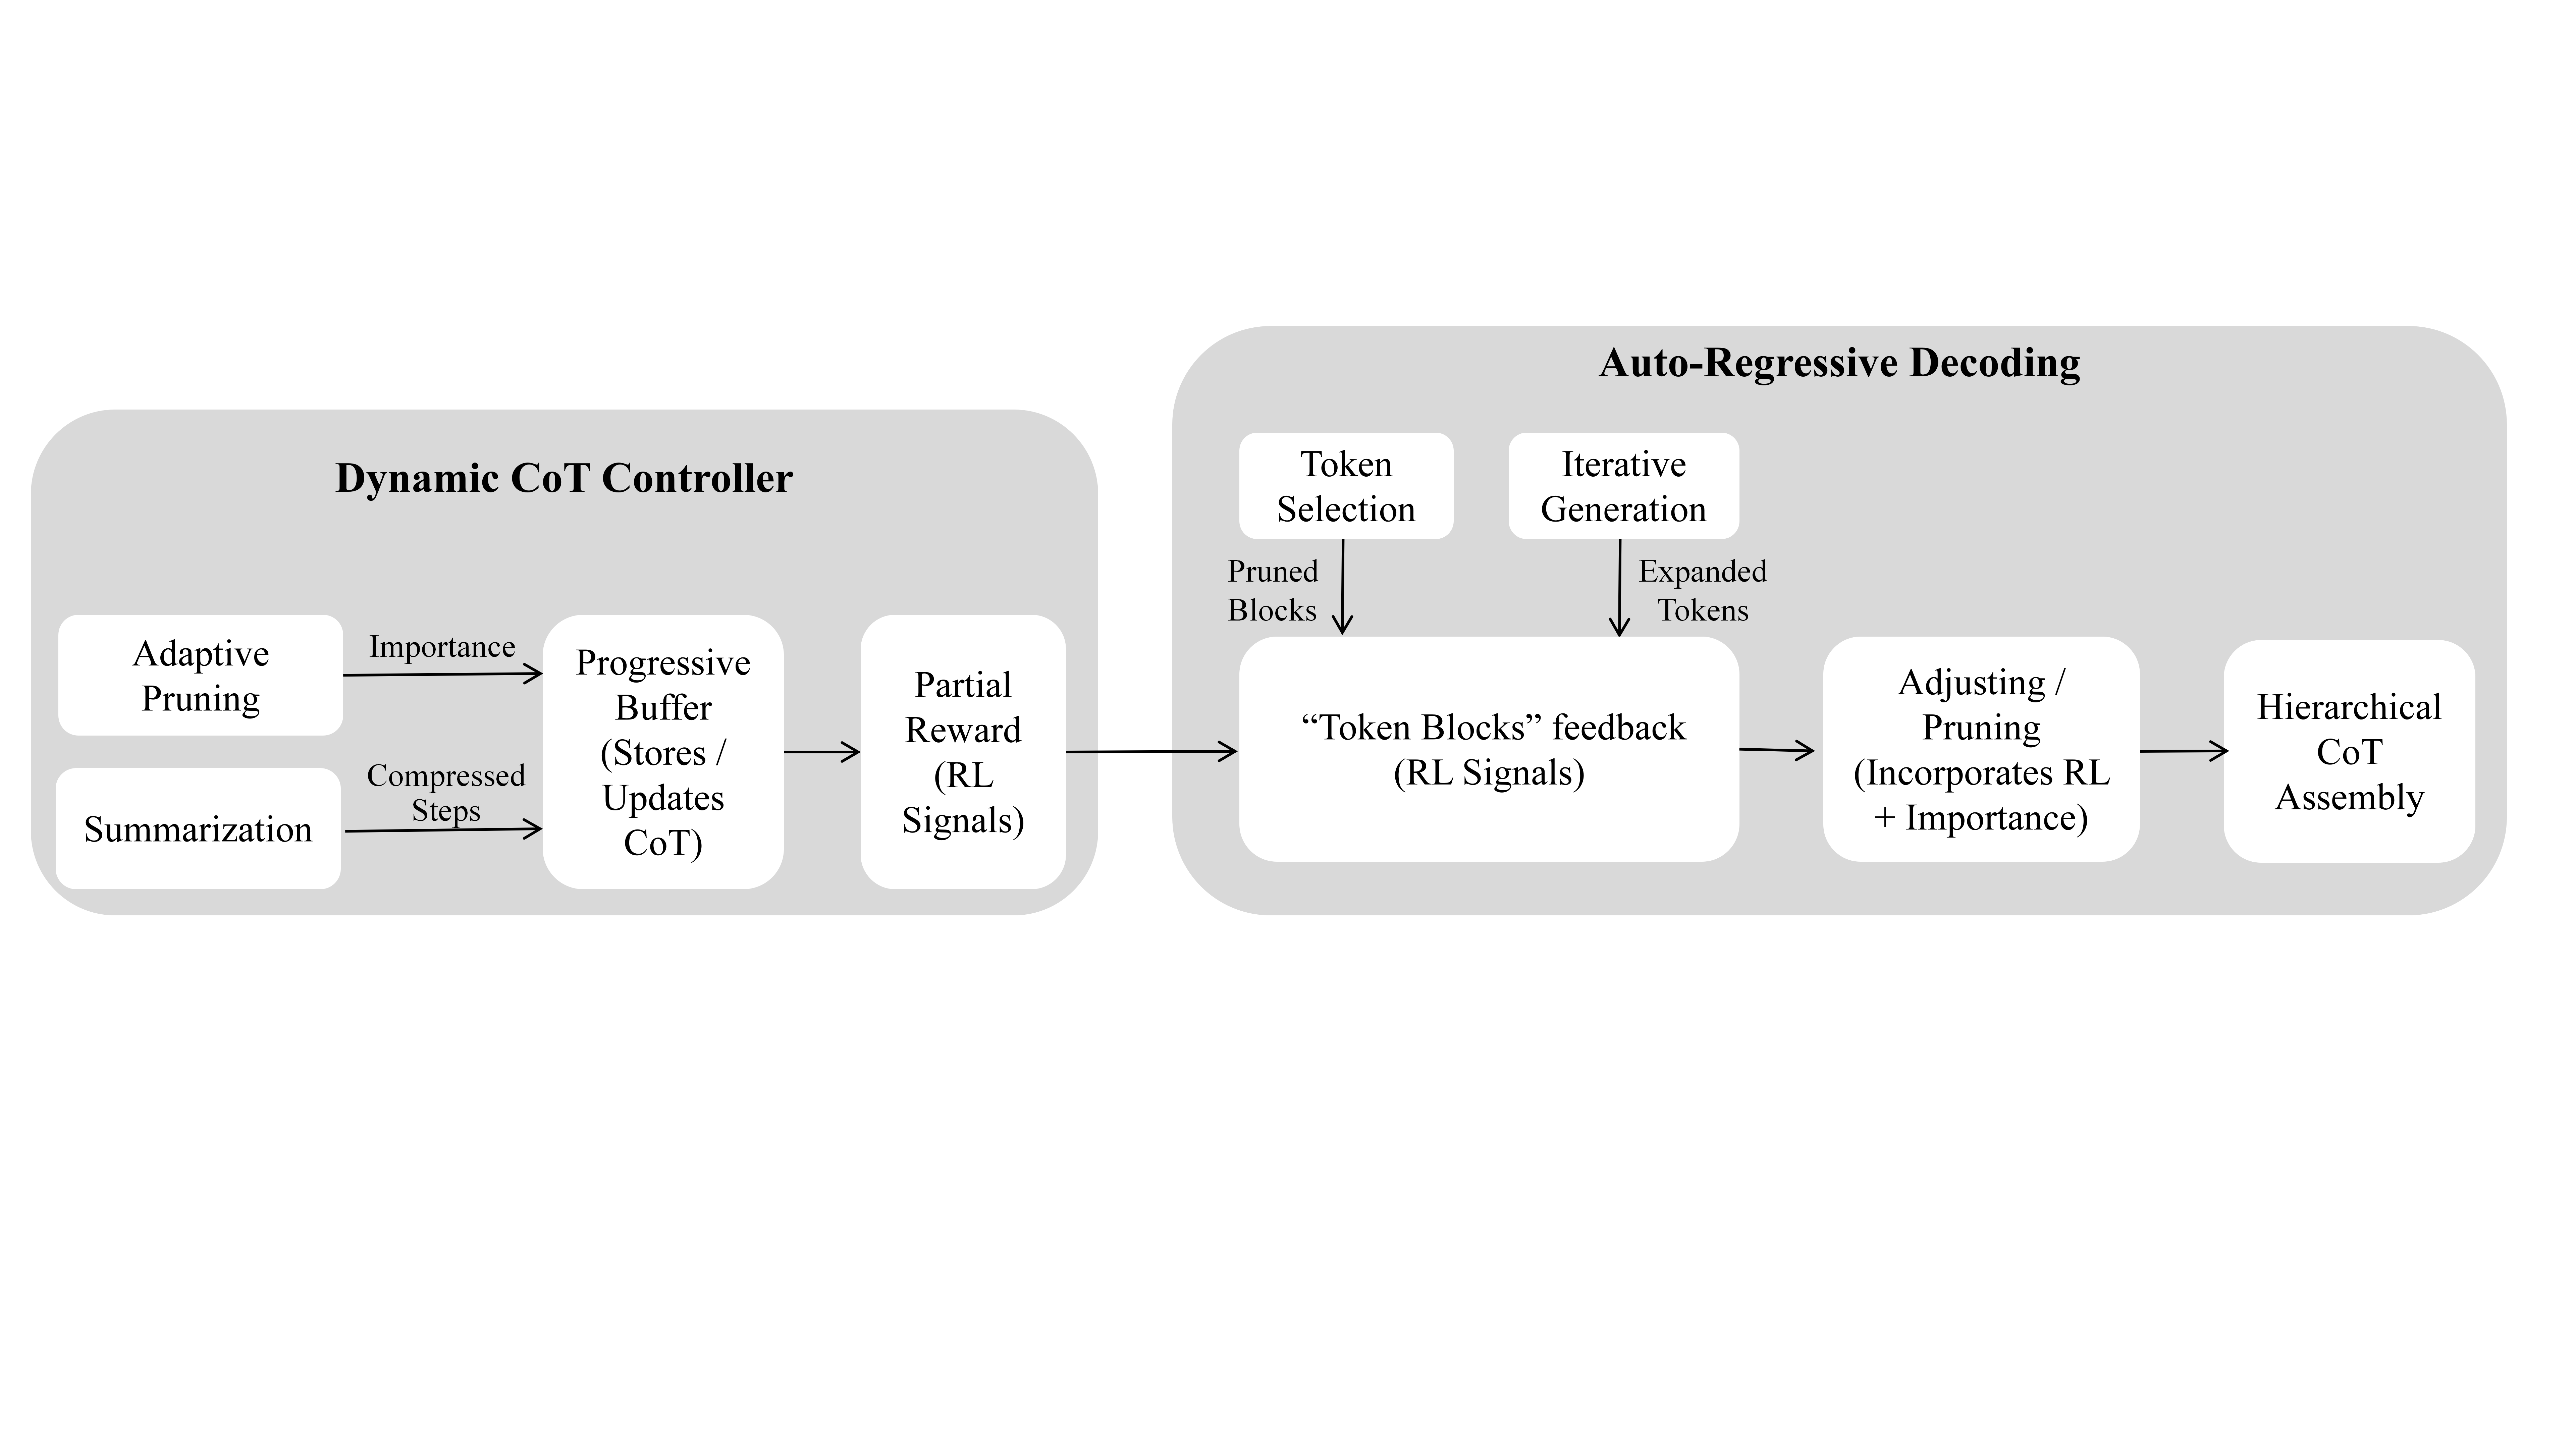 Dynamic CoT Controller
Adaptive
Pruning
Importance
Summarization
Compressed
Steps
Progressive
Buffer
(Stores /
Updates
CoT)
Partial
Reward
(RL
Signals)
Auto-Regressive Decoding
Token
Selection
Iterative
Generation
Pruned
Blocks
Expanded
Tokens
“Token Blocks” feedback
(RL Signals)
Adjusting /
Pruning
(Incorporates RL
+ Importance)
Hierarchical
CoT
Assembly